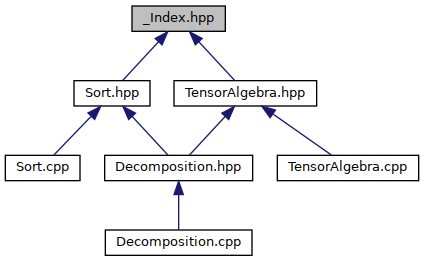 _Index.hpp
Sort.hpp
TensorAlgebra.hpp
Sort.cpp
Decomposition.hpp
TensorAlgebra.cpp
Decomposition.cpp